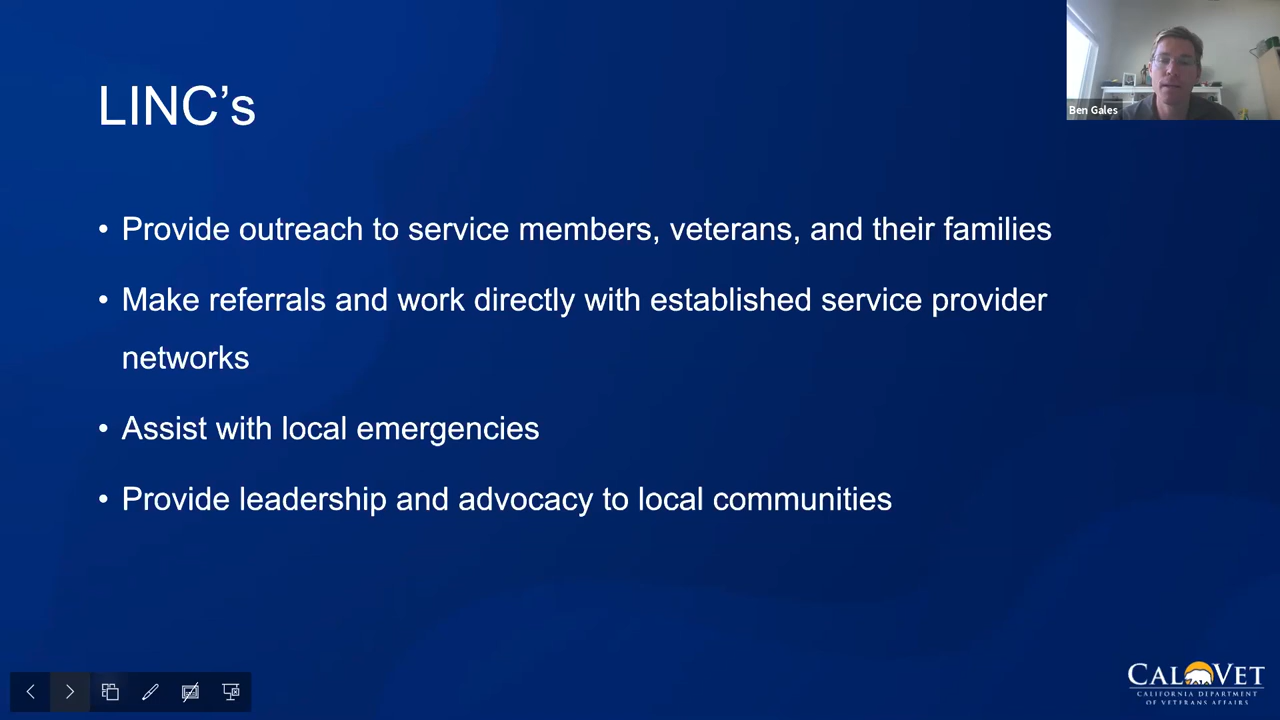 LINC’s
Ben Gales
• Provide outreach to service members, veterans, and their families
• Make referrals and work directly with established service provider
networks
• Assist with local emergencies
• Provide leadership and advocacy to local communities
CALVET
CALIFORNIA DEPARTMENT
OF VETERANS AFFAIRS